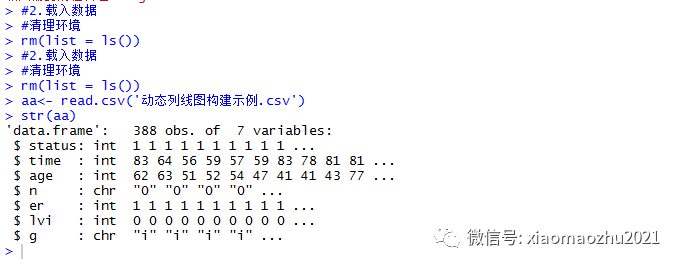 > #2.载入数据
> #清理环境
> rm(list = ls())
> #2.载入数据
> #清理环境
> rm(list = ls())
> aa<- read.csv('动态列线图构建示例.csv')
> str(aa)
'data.frame':   388 obs. of  7 variables:
 $ status: int  1 1 1 1 1 1 1 1 1 1 ...
 $ time  : int  83 64 56 59 57 59 83 78 81 81 ...
 $ age   : int  62 63 51 52 54 47 41 41 43 77 ...
 $ n     : chr  "0" "0" "0" "0" ...
 $ er    : int  1 1 1 1 1 1 1 1 1 1 ...
 $ lvi   : int  0 0 0 0 0 0 0 0 0 0 ...
 $ g     : chr  "i" "i" "i" "i" ...
>
微信号: xiaomaozhu2021